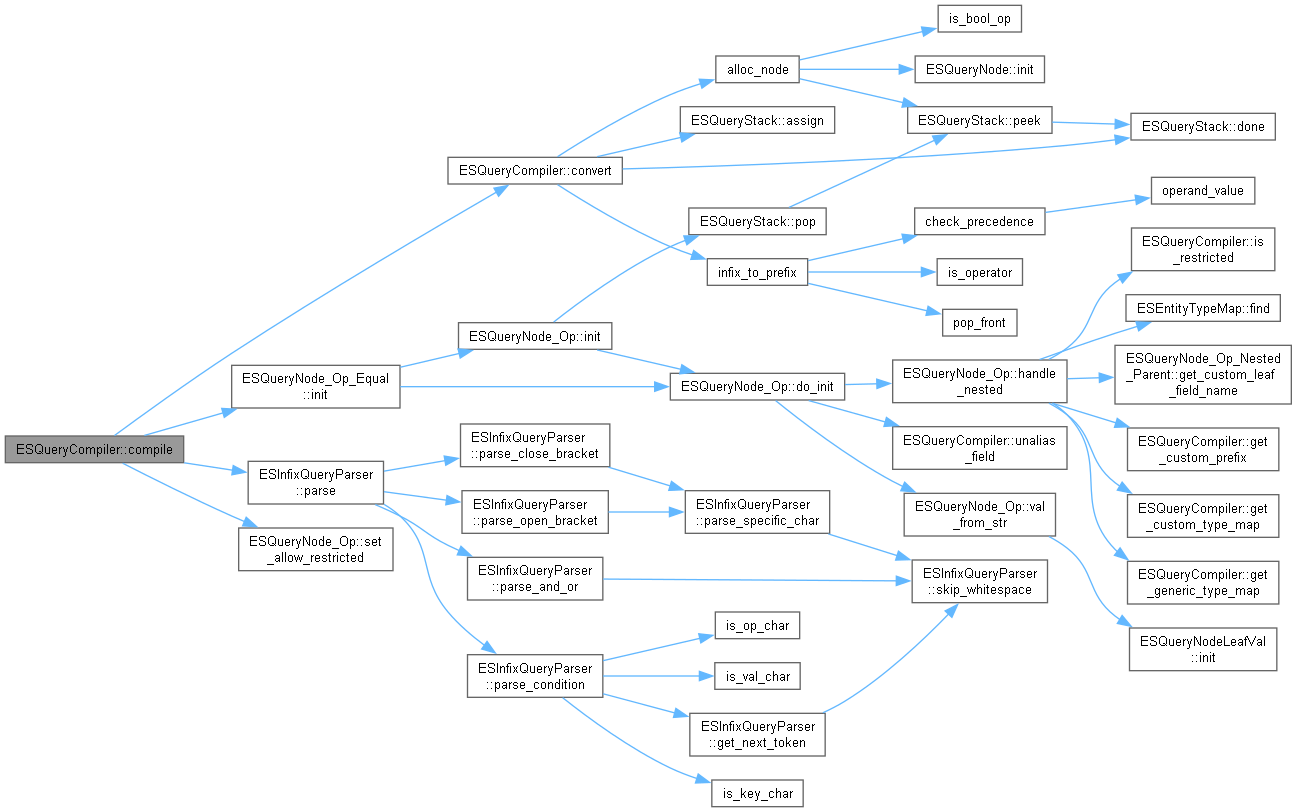 is_bool_op
alloc_node
ESQueryNode::init
ESQueryStack::assign
ESQueryStack::peek
ESQueryStack::done
ESQueryCompiler::convert
operand_value
ESQueryStack::pop
check_precedence
ESQueryCompiler::is
_restricted
infix_to_prefix
is_operator
ESEntityTypeMap::find
pop_front
ESQueryNode_Op::init
ESQueryNode_Op_Equal
::init
ESQueryNode_Op::do_init
ESQueryNode_Op::handle
_nested
ESQueryNode_Op_Nested
_Parent::get_custom_leaf
_field_name
ESQueryCompiler::compile
ESInfixQueryParser
::parse_close_bracket
ESQueryCompiler::unalias
_field
ESQueryCompiler::get
_custom_prefix
ESInfixQueryParser
::parse
ESInfixQueryParser
::parse_open_bracket
ESInfixQueryParser
::parse_specific_char
ESQueryNode_Op::val
_from_str
ESQueryCompiler::get
_custom_type_map
ESQueryNode_Op::set
_allow_restricted
ESInfixQueryParser
::parse_and_or
ESInfixQueryParser
::skip_whitespace
ESQueryCompiler::get
_generic_type_map
is_op_char
ESQueryNodeLeafVal
::init
ESInfixQueryParser
::parse_condition
is_val_char
ESInfixQueryParser
::get_next_token
is_key_char